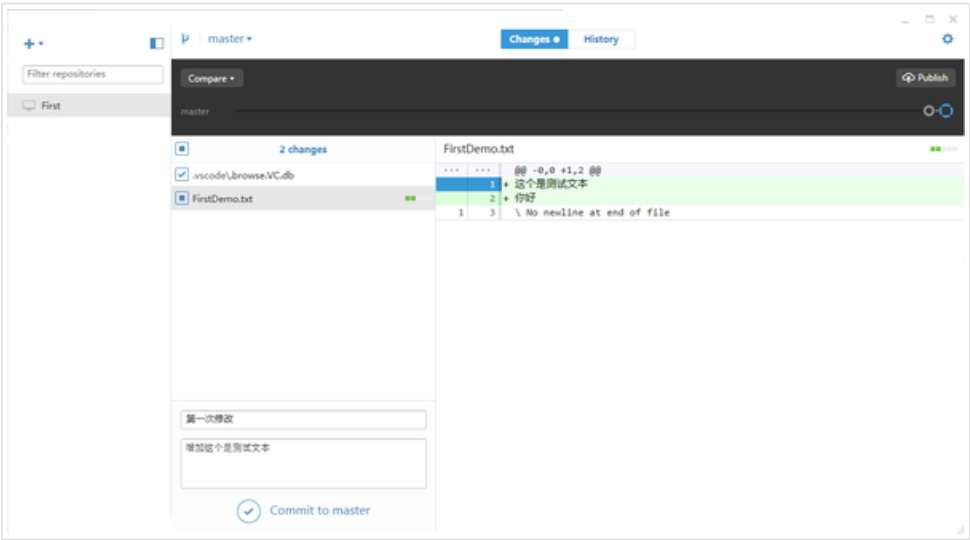 master
Changes
History
Filter repositories
First
Compare
Publish
master
2 changes
.vscode\.browse.VC.db
FirstDemo.txt
FirstDemo.txt
... ... @@ -0,0 +1,2 @@
1 + 这个是测试文本
2 + 你好
1 3 \ No newline at end of file
第一次修改
增加这个是测试文本
Commit to master